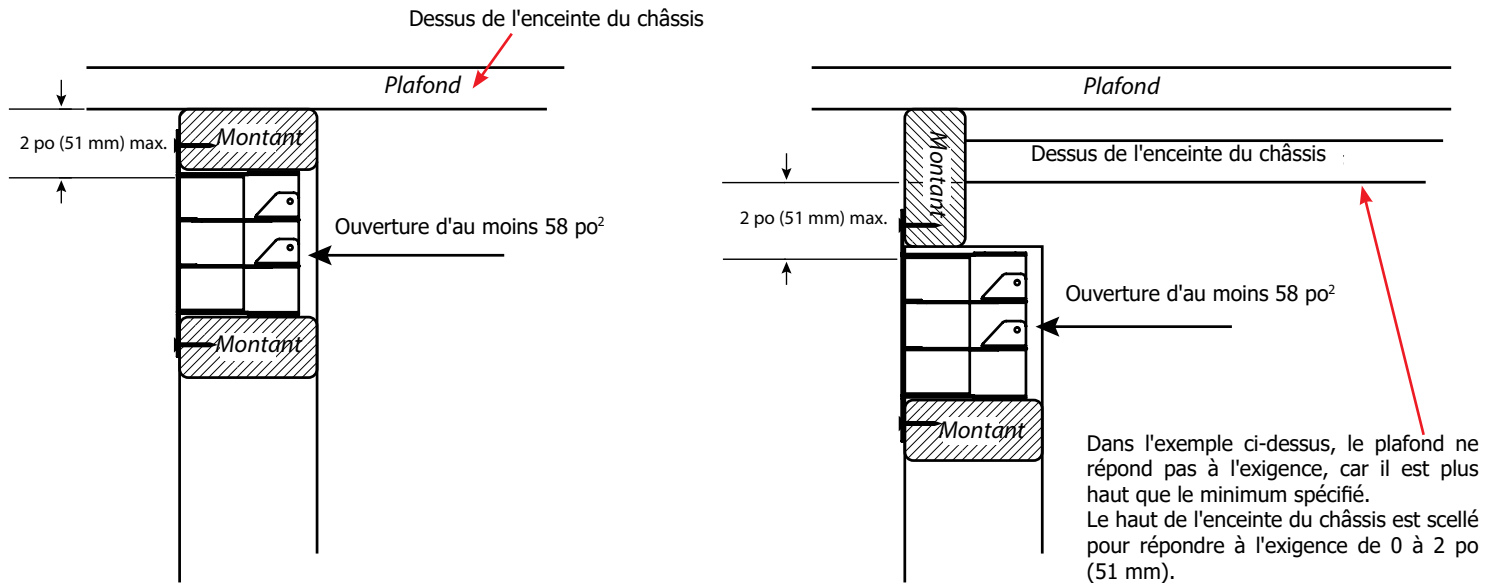 Dessus de l'enceinte du châssis
Plafond
2 po (51 mm) max.
Montant
Ouverture d'au moins 58 po²
Montant
Plafond
Montant
Dessus de l'enceinte du châssis
2 po (51 mm) max.
Ouverture d'au moins 58 po²
Montant
Dans l'exemple ci-dessus, le plafond ne
répond pas à l'exigence, car il est plus
haut que le minimum spécifié.
Le haut de l'enceinte du châssis est scellé
pour répondre à l'exigence de 0 à 2 po
(51 mm).